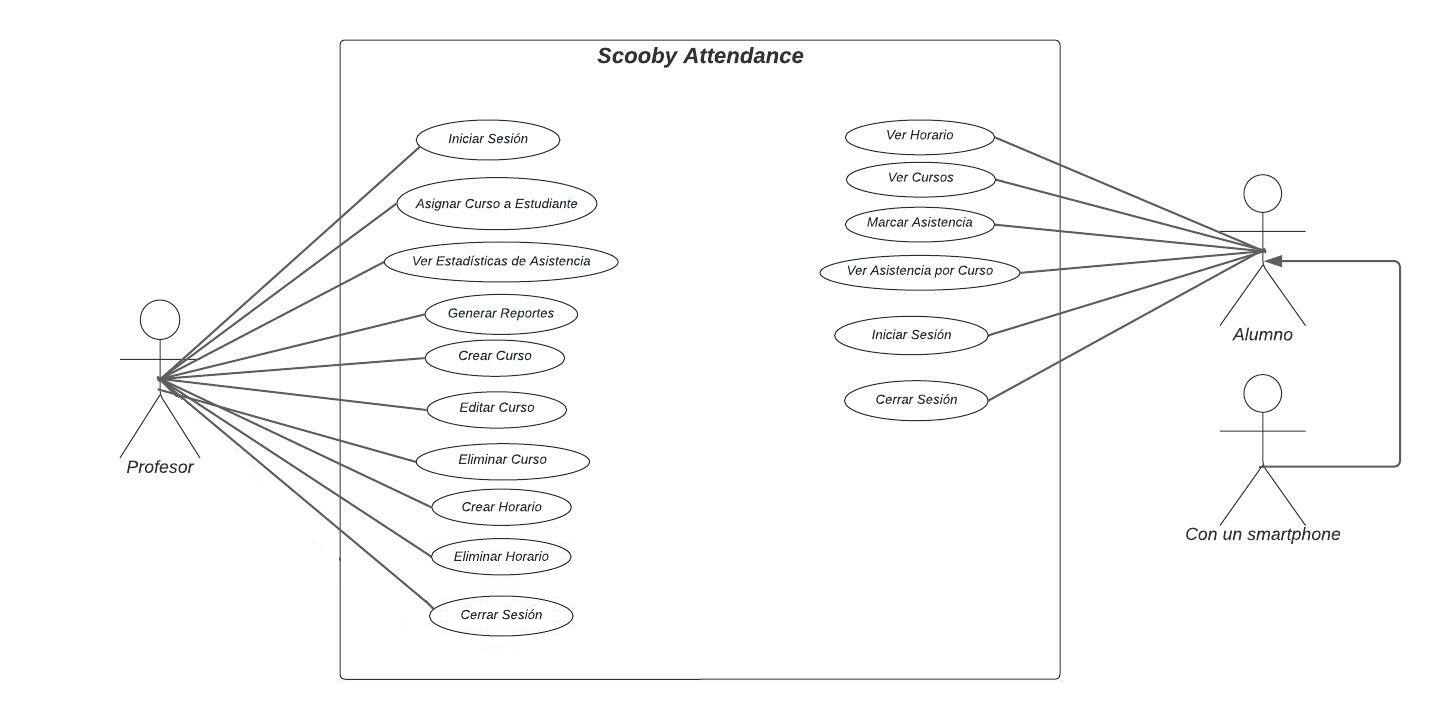 Scooby Attendance
Iniciar Sesión
Asignar Curso a Estudiante
Ver Estadísticas de Asistencia
Generar Reportes
Crear Curso
Editar Curso
Eliminar Curso
Crear Horario
Eliminar Horario
Cerrar Sesión
Profesor
Ver Horario
Ver Cursos
Marcar Asistencia
Ver Asistencia por Curso
Iniciar Sesión
Cerrar Sesión
Alumno
Con un smartphone